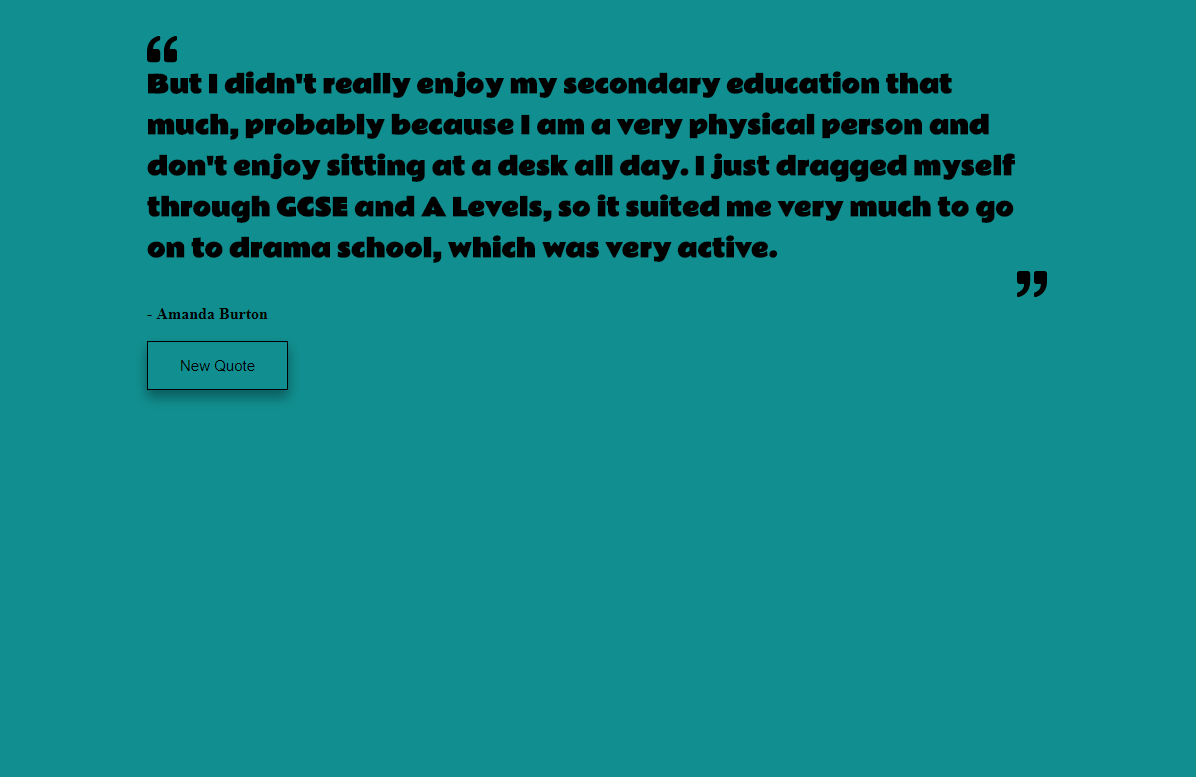 “
But I didn't really enjoy my secondary education that
much, probably because I am a very physical person and
don't enjoy sitting at a desk all day. I just dragged myself
through GCSE and A Levels, so it suited me very much to go
on to drama school, which was very active.
”
- Amanda Burton
New Quote